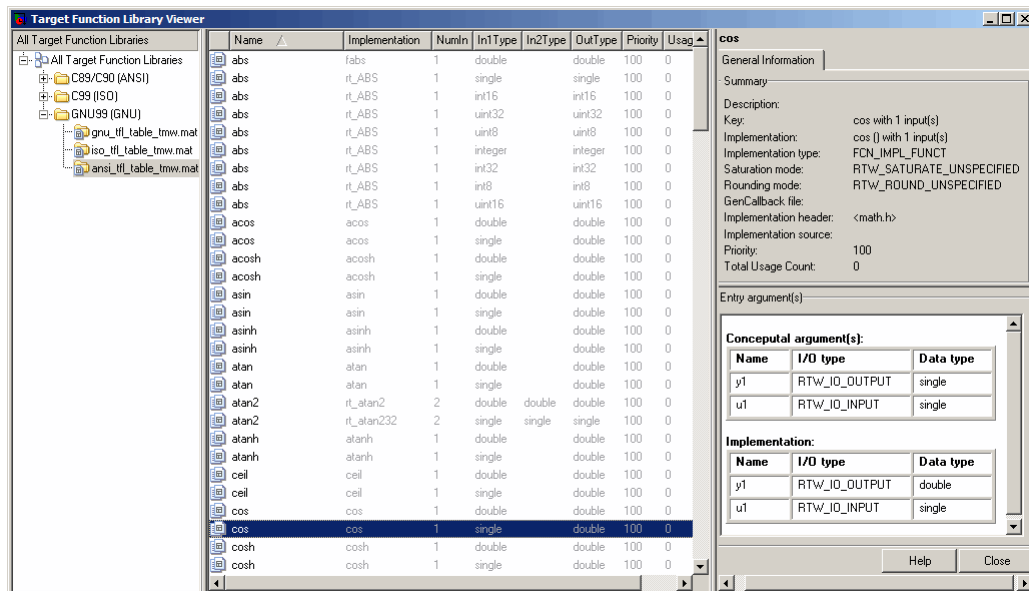 Target Function Library Viewer
All Target Function Libraries
All Target Function Libraries
C89/C90 (ANSI)
C99 (ISO)
GNU99 (GNU)
gnu_tfl_table_tmw.mat
iso_tfl_table_tmw.mat
ansi_tfl_table_tmw.mat
Name Implementation NumIn In1Type In2Type OutType Priority Usag
abs fabs 1 double double 100 0
abs rt_ABS 1 single single 100 0
abs rt_ABS 1 int16 int16 100 0
abs rt_ABS 1 uint32 uint32 100 0
abs rt_ABS 1 uint8 uint8 100 0
abs rt_ABS 1 integer integer 100 0
abs rt_ABS 1 int32 int32 100 0
abs rt_ABS 1 int8 int8 100 0
abs rt_ABS 1 uint16 uint16 100 0
acos acos 1 double double 100 0
acos acos 1 single double 100 0
acosh acosh 1 double double 100 0
acosh acosh 1 single double 100 0
asin asin 1 double double 100 0
asin asin 1 single double 100 0
asinh asinh 1 double double 100 0
asinh asinh 1 single double 100 0
atan atan 1 double double 100 0
atan atan 1 single double 100 0
atan2 rt_atan2 2 double double double 100 0
atan2 rt_atan232 2 single single single 100 0
atanh atanh 1 double double 100 0
atanh atanh 1 single double 100 0
ceil ceil 1 double double 100 0
ceil ceil 1 single double 100 0
cos cos 1 double double 100 0
cos cos 1 single double 100 0
cosh cosh 1 double double 100 0
cosh cosh 1 single double 100 0
cos
General Information
Summary
Description:
Key: cos with 1 input(s)
Implementation: cos () with 1 input(s)
Implementation type: FCN_IMPL_FUNCT
Saturation mode: RTW_SATURATE_UNSPECIFIED
Rounding mode: RTW_ROUND_UNSPECIFIED
GenCallback file:
Implementation header: <math.h>
Implementation source:
Priority: 100
Total Usage Count: 0
Entry argument(s)
Conceputal argument(s):
Name I/O type Data type
y1 RTW_IO_OUTPUT single
u1 RTW_IO_INPUT single
Implementation:
Name I/O type Data type
y1 RTW_IO_OUTPUT double
u1 RTW_IO_INPUT single
Help Close